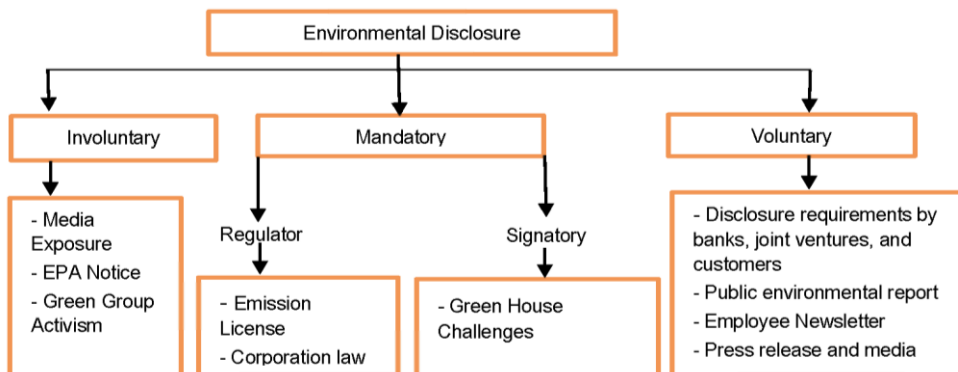 Environmental Disclosure
Involuntary
Mandatory
Voluntary
- Media
Exposure
- EPA Notice
- Green Group
Activism
Regulator
Signatory
- Emission
License
- Corporation law
- Green House
Challenges
- Disclosure requirements by
banks, joint ventures, and
customers
- Public environmental report
- Employee Newsletter
- Press release and media